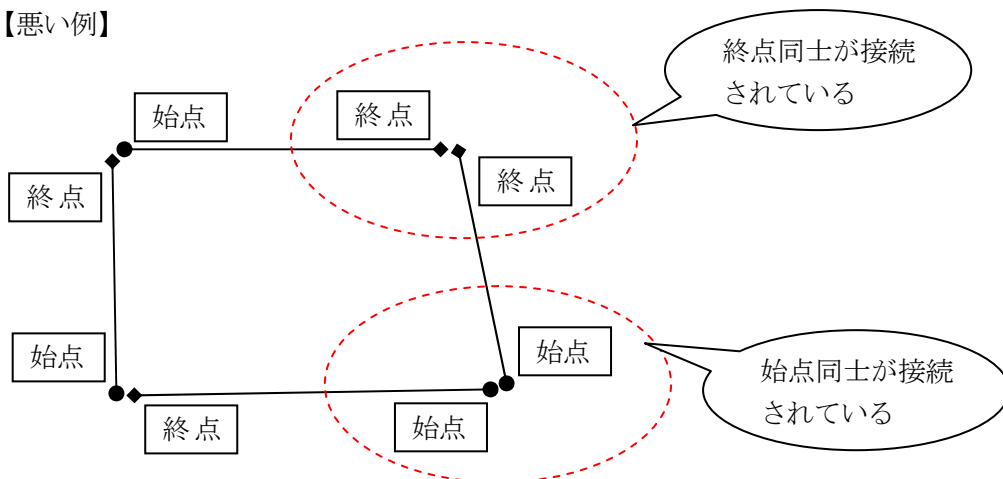 【悪い例】
終点同士が接続
されている
始点
終点
終点
終点
始点
始点
始点同士が接続
されている
終点
始点